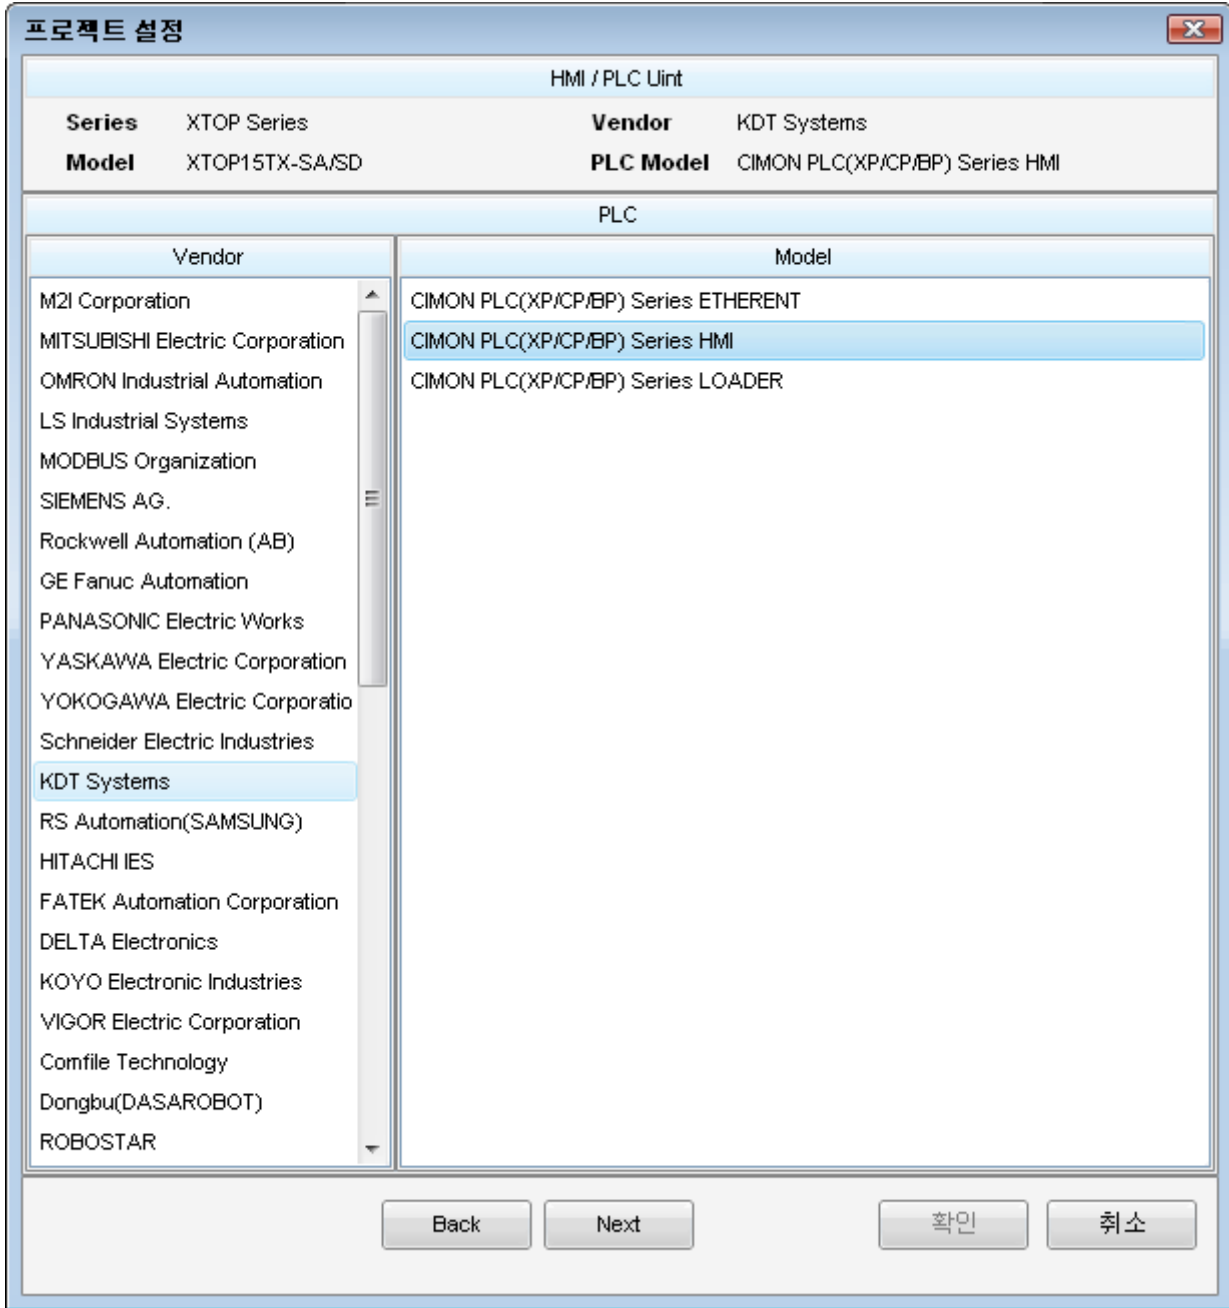 프로젝트 설정
HMI / PLC Uint
Series XTOP Series Vendor KDT Systems
Model XTOP15TX-SA/SD PLC Model CIMON PLC(XP/CP/BP) Series HMI
PLC
Vendor
M2I Corporation
MITSUBISHI Electric Corporation
OMRON Industrial Automation
LS Industrial Systems
MODBUS Organization
SIEMENS AG.
Rockwell Automation (AB)
GE Fanuc Automation
PANASONIC Electric Works
YASKAWA Electric Corporation
YOKOGAWA Electric Corporatio
Schneider Electric Industries
KDT Systems
RS Automation(SAMSUNG)
HITACHI IES
FATEK Automation Corporation
DELTA Electronics
KOYO Electronic Industries
VIGOR Electric Corporation
Comfile Technology
Dongbu(DASAROBOT)
ROBOSTAR
Model
CIMON PLC(XP/CP/BP) Series ETHERENT
CIMON PLC(XP/CP/BP) Series HMI
CIMON PLC(XP/CP/BP) Series LOADER
Back Next 확인 취소